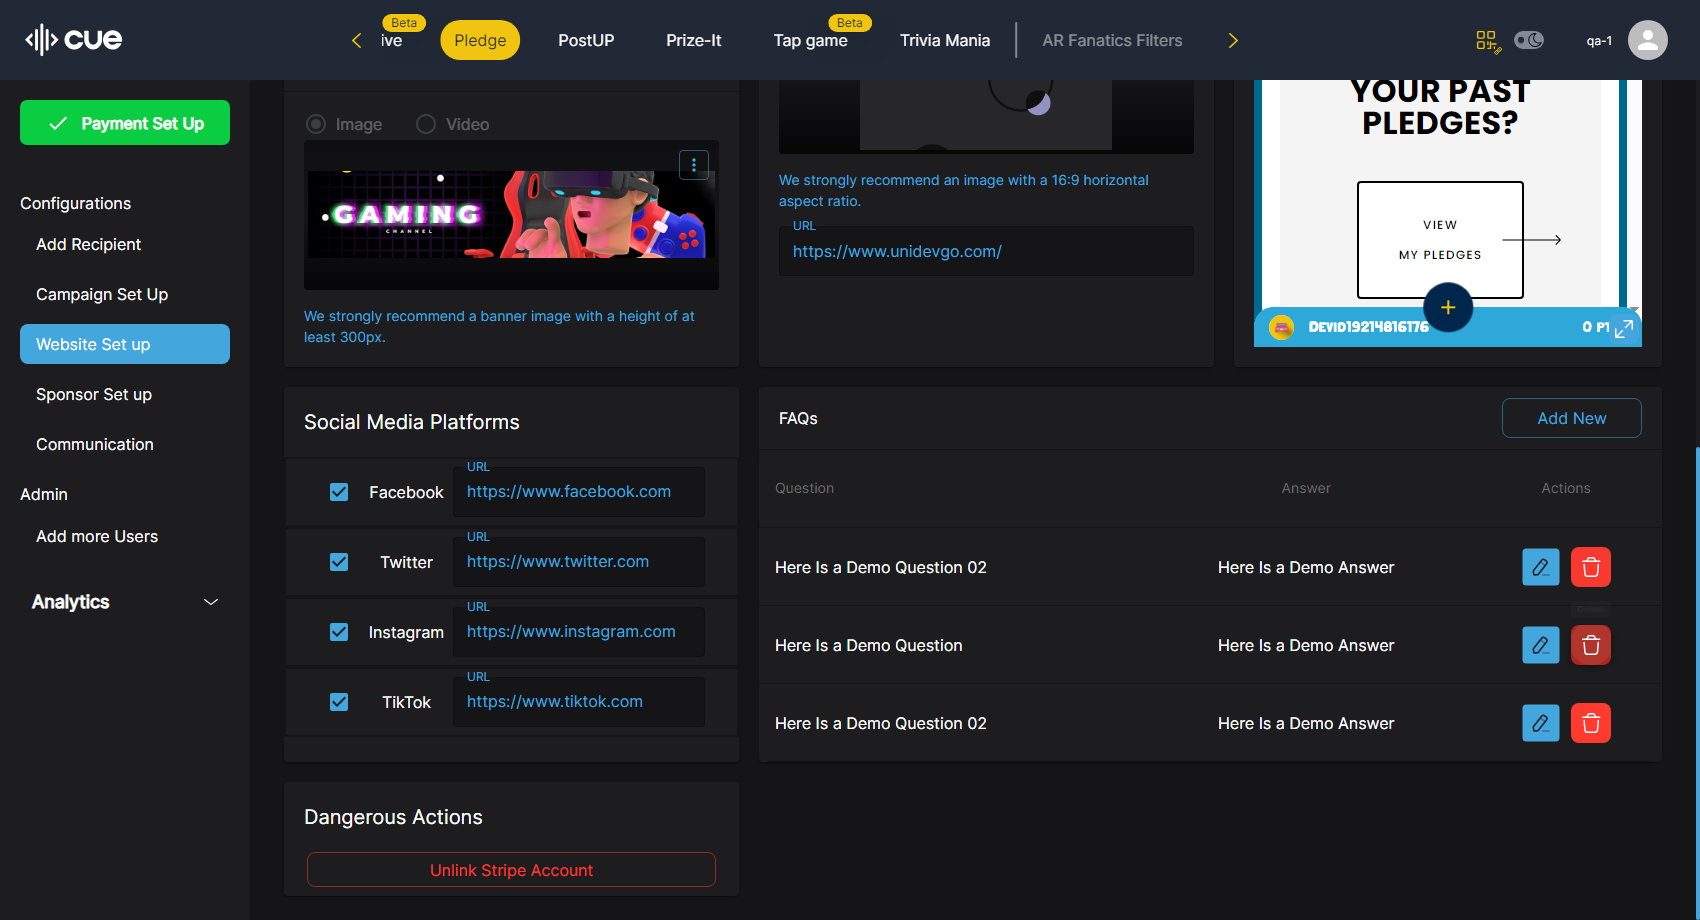 cue
Beta
ive
Pledge
PostUP
Prize-It
Beta
Tap game
Trivia Mania
AR Fanatics Filters
qa-1
Payment Set Up
Configurations
Add Recipient
Campaign Set Up
Website Set up
Sponsor Set up
Communication
Admin
Add more Users
Analytics
Image
Video
GAMING
CHANNEL
We strongly recommend a banner image with a height of at
least 300px.
We strongly recommend an image with a 16:9 horizontal
aspect ratio.
URL
https://www.unidevgo.com/
YOUR PAST
PLEDGES?
VIEW
MY PLEDGES
DEVID19214816176
0 PT
Social Media Platforms
Facebook
URL
https://www.facebook.com
Twitter
URL
https://www.twitter.com
Instagram
URL
https://www.instagram.com
TikTok
URL
https://www.tiktok.com
FAQs
Add New
Question Answer Actions
Here Is a Demo Question 02 Here Is a Demo Answer
Here Is a Demo Question Here Is a Demo Answer
Here Is a Demo Question 02 Here Is a Demo Answer
Dangerous Actions
Unlink Stripe Account